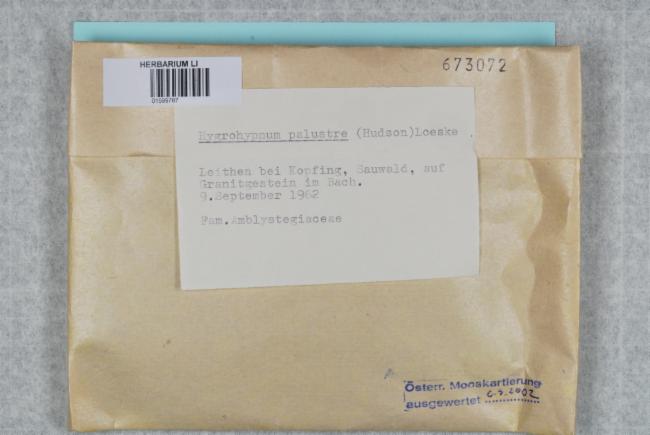 HERBARIUM LI
01599767
673072
Hygrohypnum palustre (Hudson)Loeske
Leithen bei Kopfing, Sauwald, auf
Granitgestein im Bach.
9.September 1962
Fam.Amblystegiaceae
Österr. Mooskartierung
ausgewertet